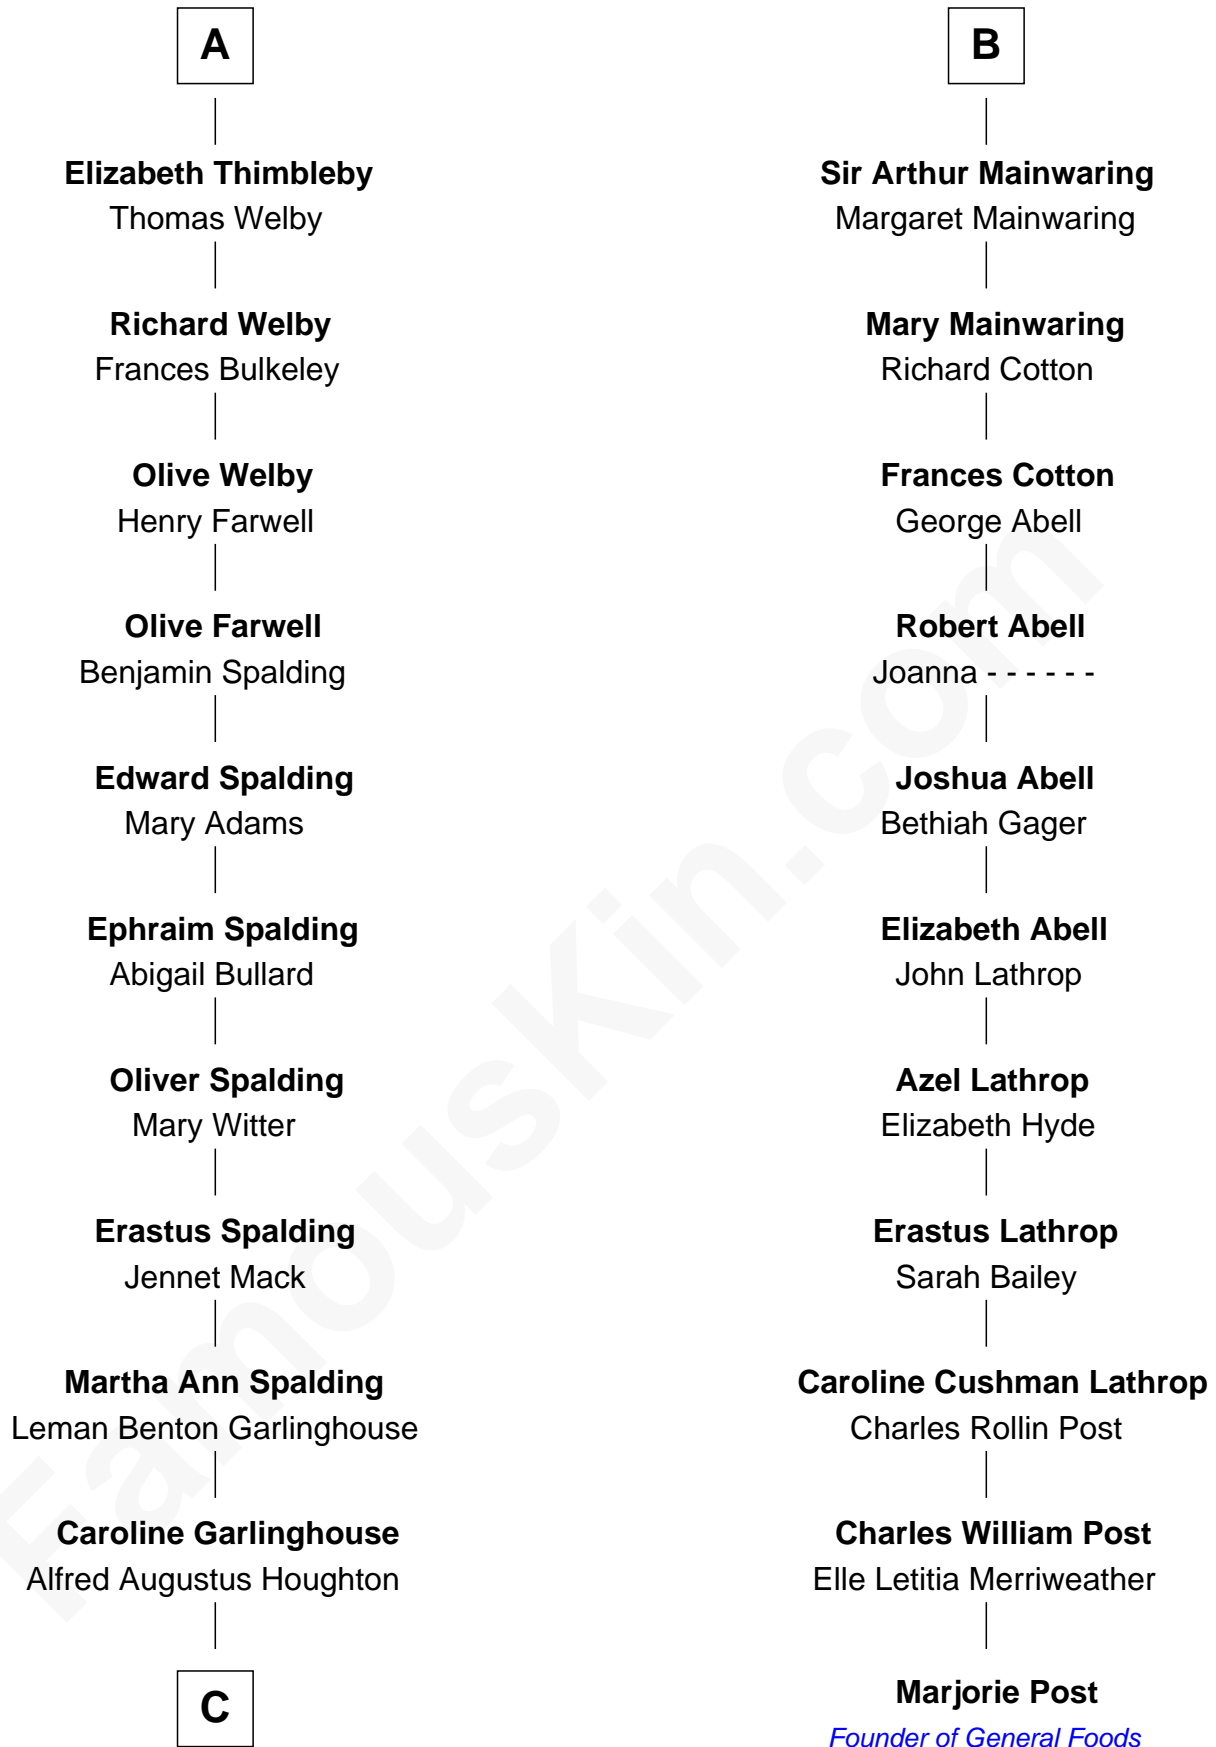 A
Elizabeth Thimbleby
Thomas Welby
Richard Welby
Frances Bulkeley
Olive Welby
Henry Farwell
Olive Farwell
Benjamin Spalding
Edward Spalding
Mary Adams
Ephraim Spalding
Abigail Bullard
Oliver Spalding
Mary Witter
Erastus Spalding
Jennet Mack
Martha Ann Spalding
Leman Benton Garlinghouse
Caroline Garlinghouse
Alfred Augustus Houghton
C
B
Sir Arthur Mainwaring
Margaret Mainwaring
Mary Mainwaring
Richard Cotton
Frances Cotton
George Abell
Robert Abell
Joanna - - - - - -
Joshua Abell
Bethiah Gager
Elizabeth Abell
John Lathrop
Azel Lathrop
Elizabeth Hyde
Erastus Lathrop
Sarah Bailey
Caroline Cushman Lathrop
Charles Rollin Post
Charles William Post
Elle Letitia Merriweather
Marjorie Post
Founder of General Foods
FamousKin.com